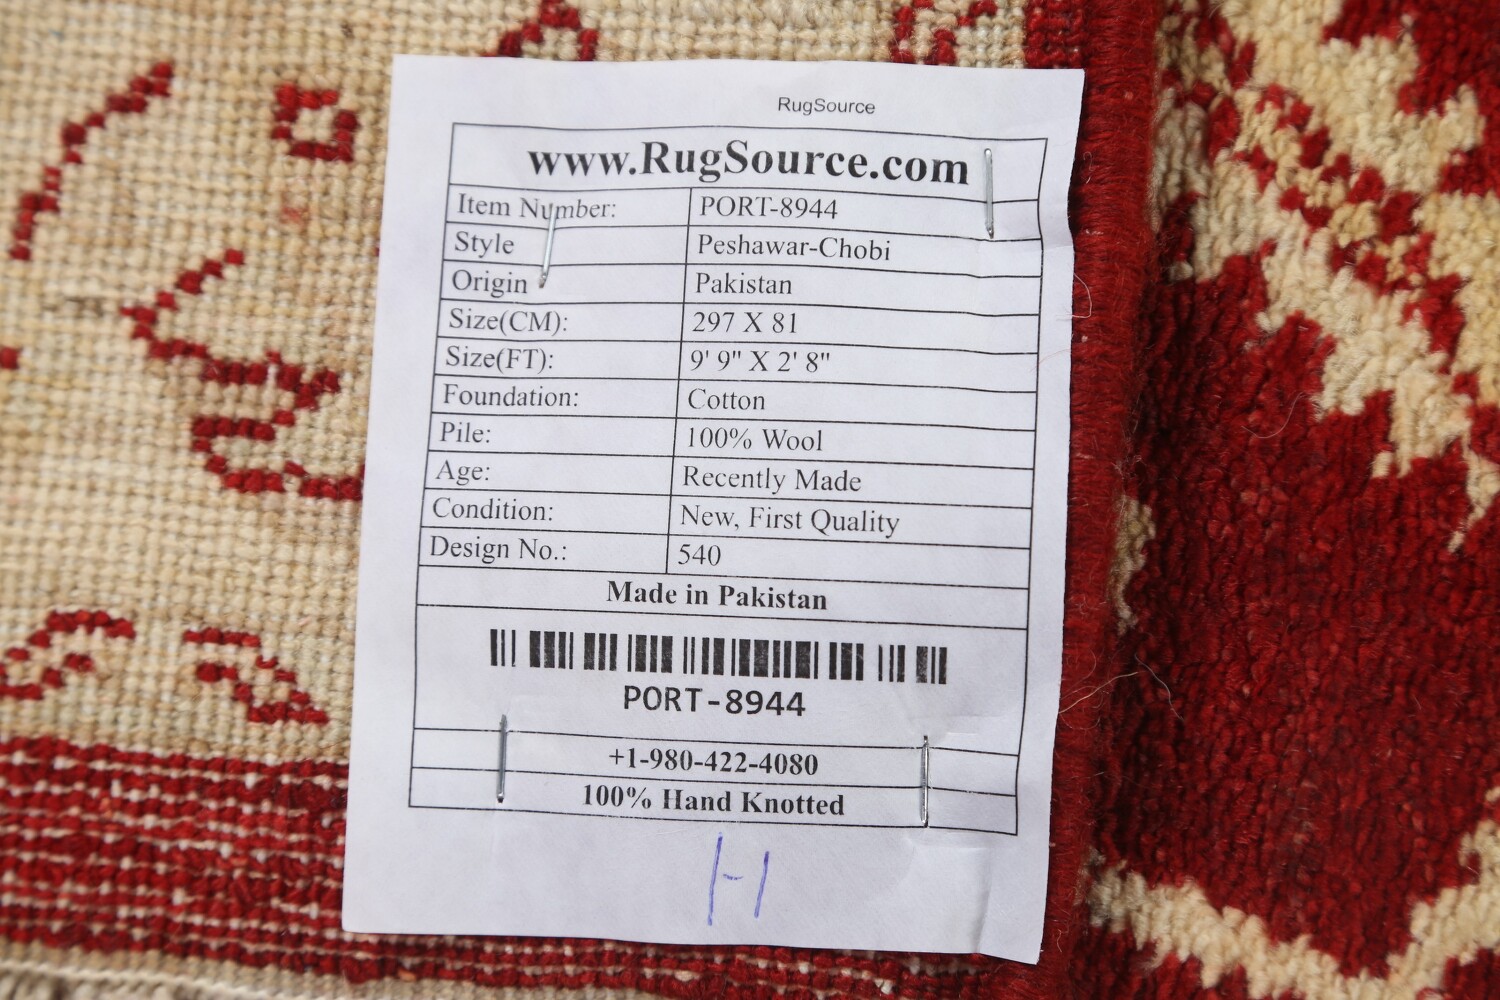 RugSource
www.RugSource.com
Item Number: PORT-8944
Style Peshawar-Chobi
Origin Pakistan
Size(CM): 297 X 81
Size(FT): 9' 9" X 2' 8"
Foundation: Cotton
Pile: 100% Wool
Age: Recently Made
Condition: New, First Quality
Design No.: 540
Made in Pakistan
PORT-8944
+1-980-422-4080
100% Hand Knotted
H